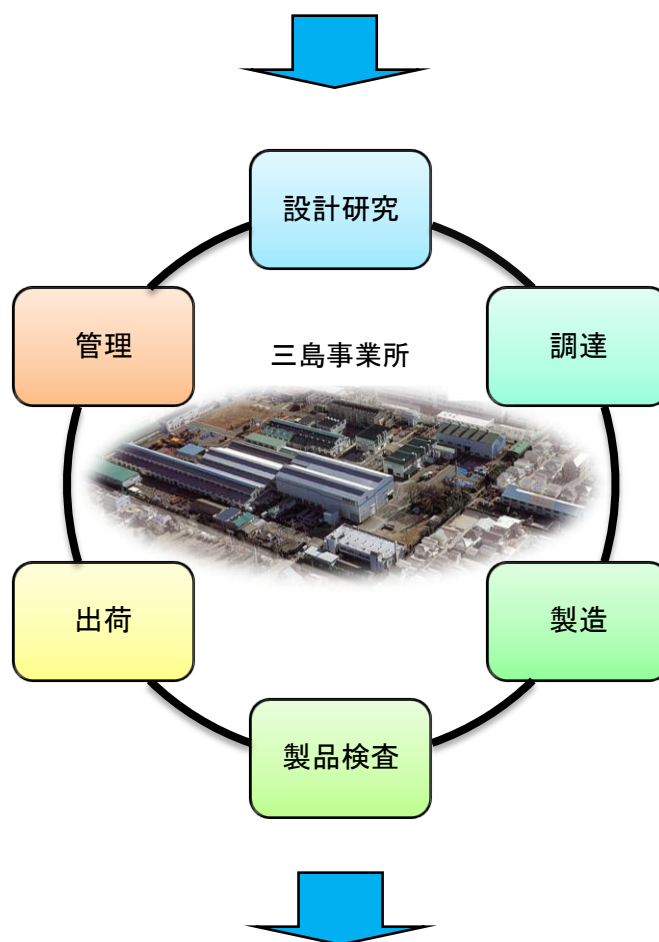 設計研究
管理
三島事業所
調達
出荷
製造
製品検査